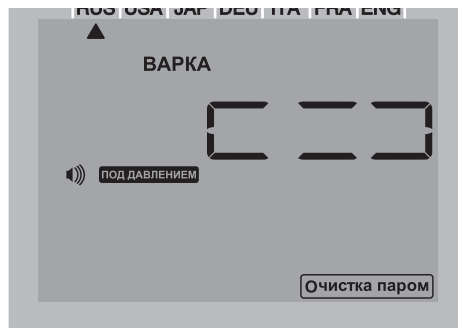 RUS USA JAP DEU ITA FRA ENG
ВАРКА
ПОД ДАВЛЕНИЕМ
Очистка паром